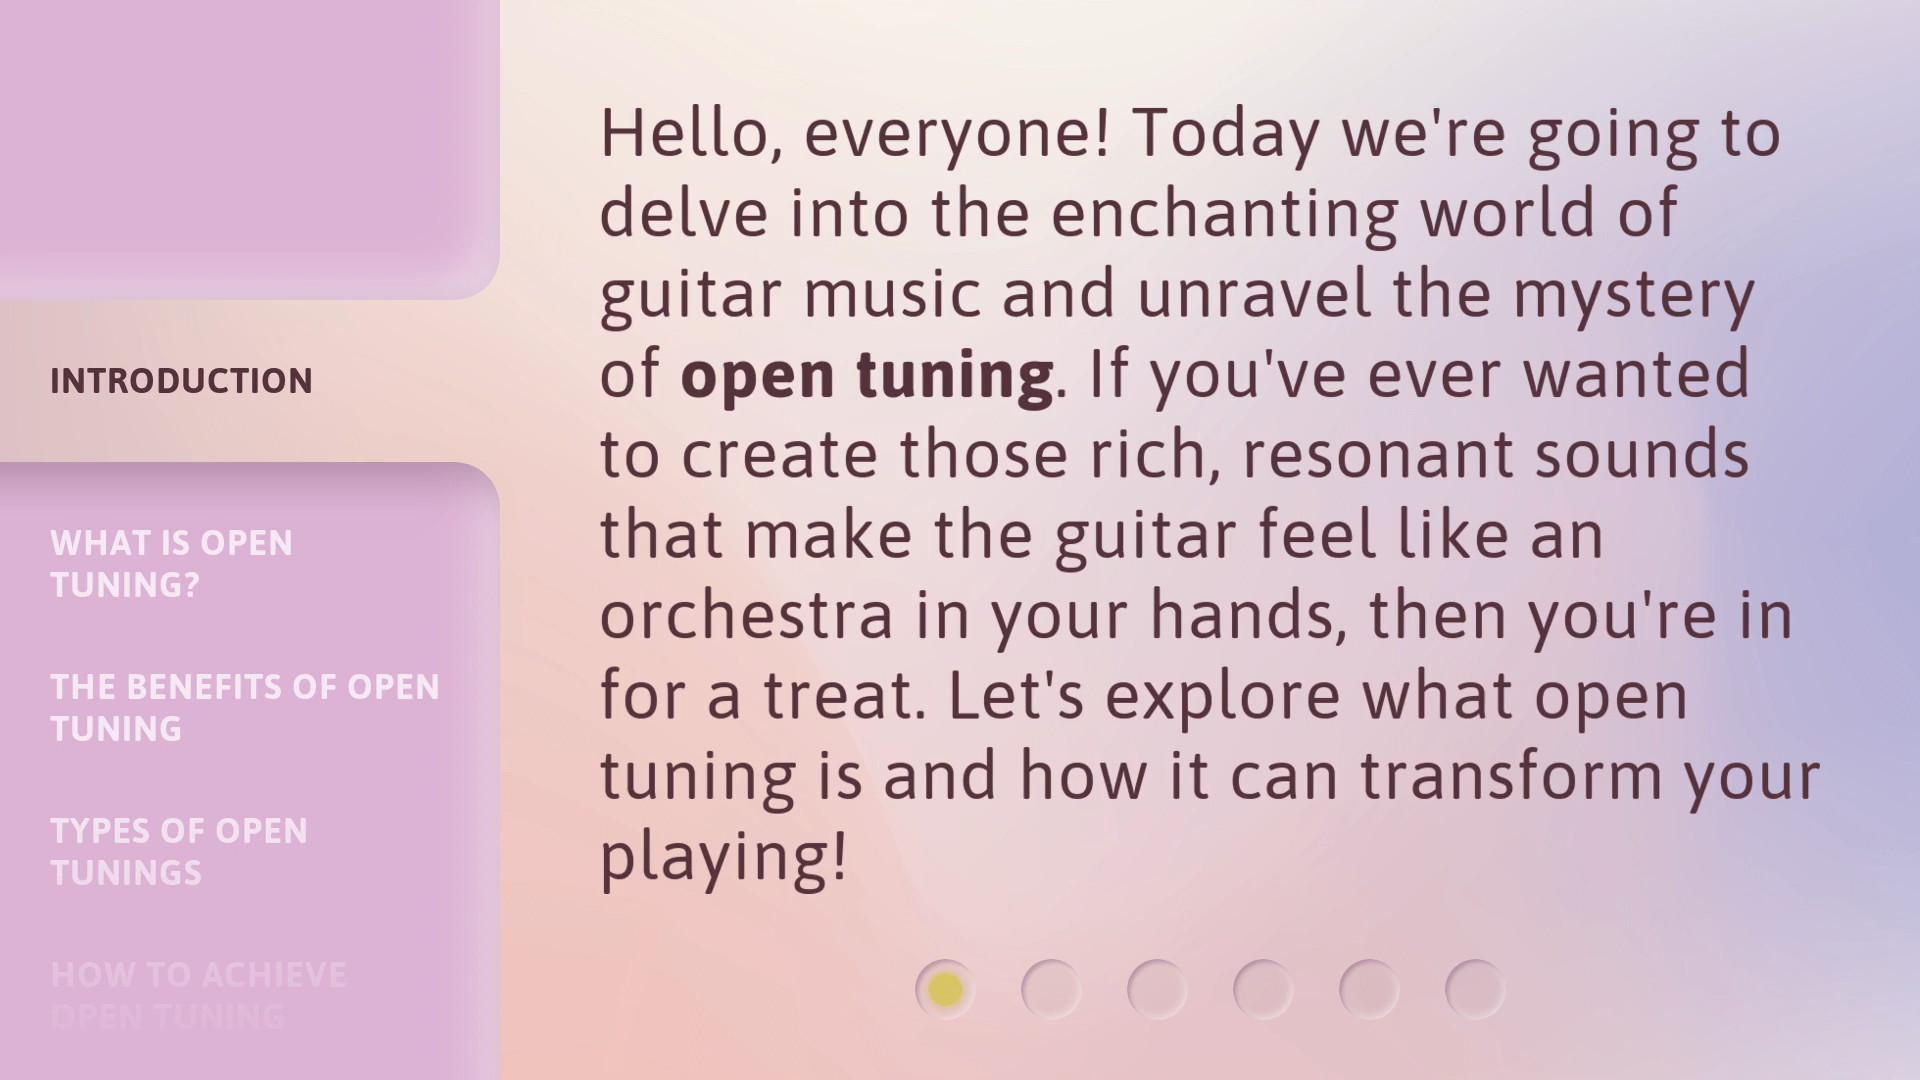 INTRODUCTION
WHAT IS OPEN
TUNING?
THE BENEFITS OF OPEN
TUNING
TYPES OF OPEN
TUNINGS
HOW TO ACHIEVE
OPEN TUNING
Hello, everyone! Today we're going to
delve into the enchanting world of
guitar music and unravel the mystery
of open tuning. If you've ever wanted
to create those rich, resonant sounds
that make the guitar feel like an
orchestra in your hands, then you're in
for a treat. Let's explore what open
tuning is and how it can transform your
playing!